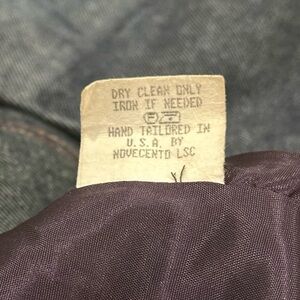 DRY CLEAN ONLY
IRON IF NEEDED
HAND TAILORED IN
U.S.A. BY
NOVECENTO LSC